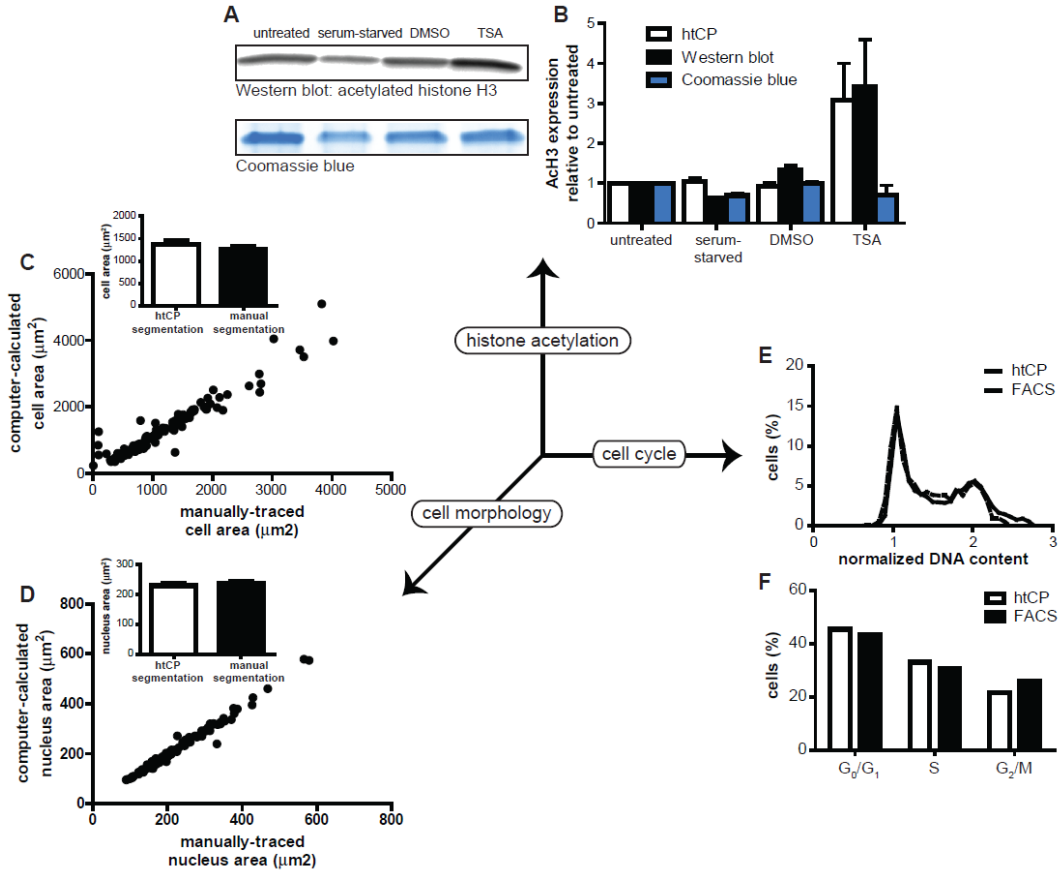 A
untreated serum-starved DMSO TSA
Western blot: acetylated histone H3
Coomassie blue
B
AcH3 expression
relative to untreated
5
4
3
2
1
0
htCP
Western blot
Coomassie blue
untreated
serum-
starved
DMSO
TSA
C
computer-calculated
cell area (μm²)
6000
4000
2000
0
0 1000 2000 3000 4000 5000
manually-traced
cell area (μm2)
cell area (μm²)
2000
1500
1000
500
0
htCP
segmentation
manual
segmentation
histone acetylation
cell cycle
cell morphology
D
computer-calculated
nucleus area (μm²)
800
600
400
200
0
0 200 400 600 800
manually-traced
nucleus area (μm2)
nucleus area (μm²)
300
200
100
0
htCP
segmentation
manual
segmentation
E
cells (%)
20
15
10
5
0
htCP
FACS
0 1 2 3
normalized DNA content
F
cells (%)
60
40
20
0
htCP
FACS
G₀/G₁ S G₂/M